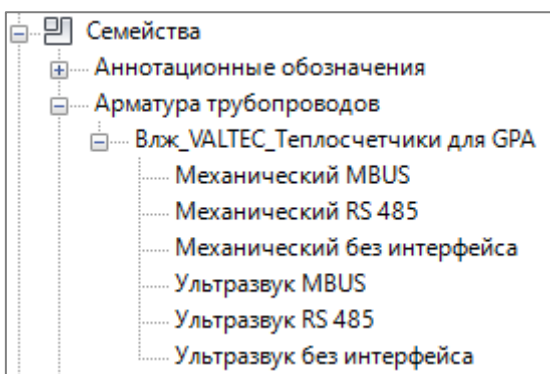 Семейства
Аннотационные обозначения
Арматура трубопроводов
Влж_VALTEC_Теплосчетчики для GPA
Механический MBUS
Механический RS 485
Механический без интерфейса
Ультразвук MBUS
Ультразвук RS 485
Ультразвук без интерфейса